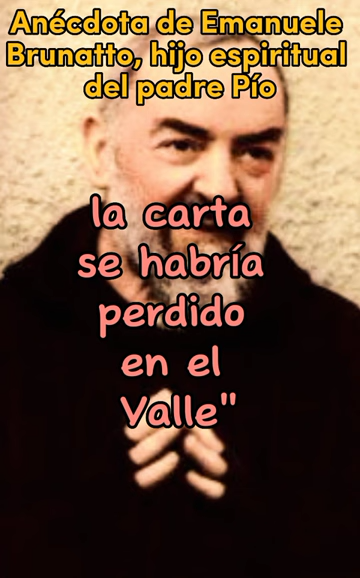 Anécdota de Emanuele
Brunatto, hijo espiritual
del padre Pío
la carta
se habría
perdido
en el
Valle"